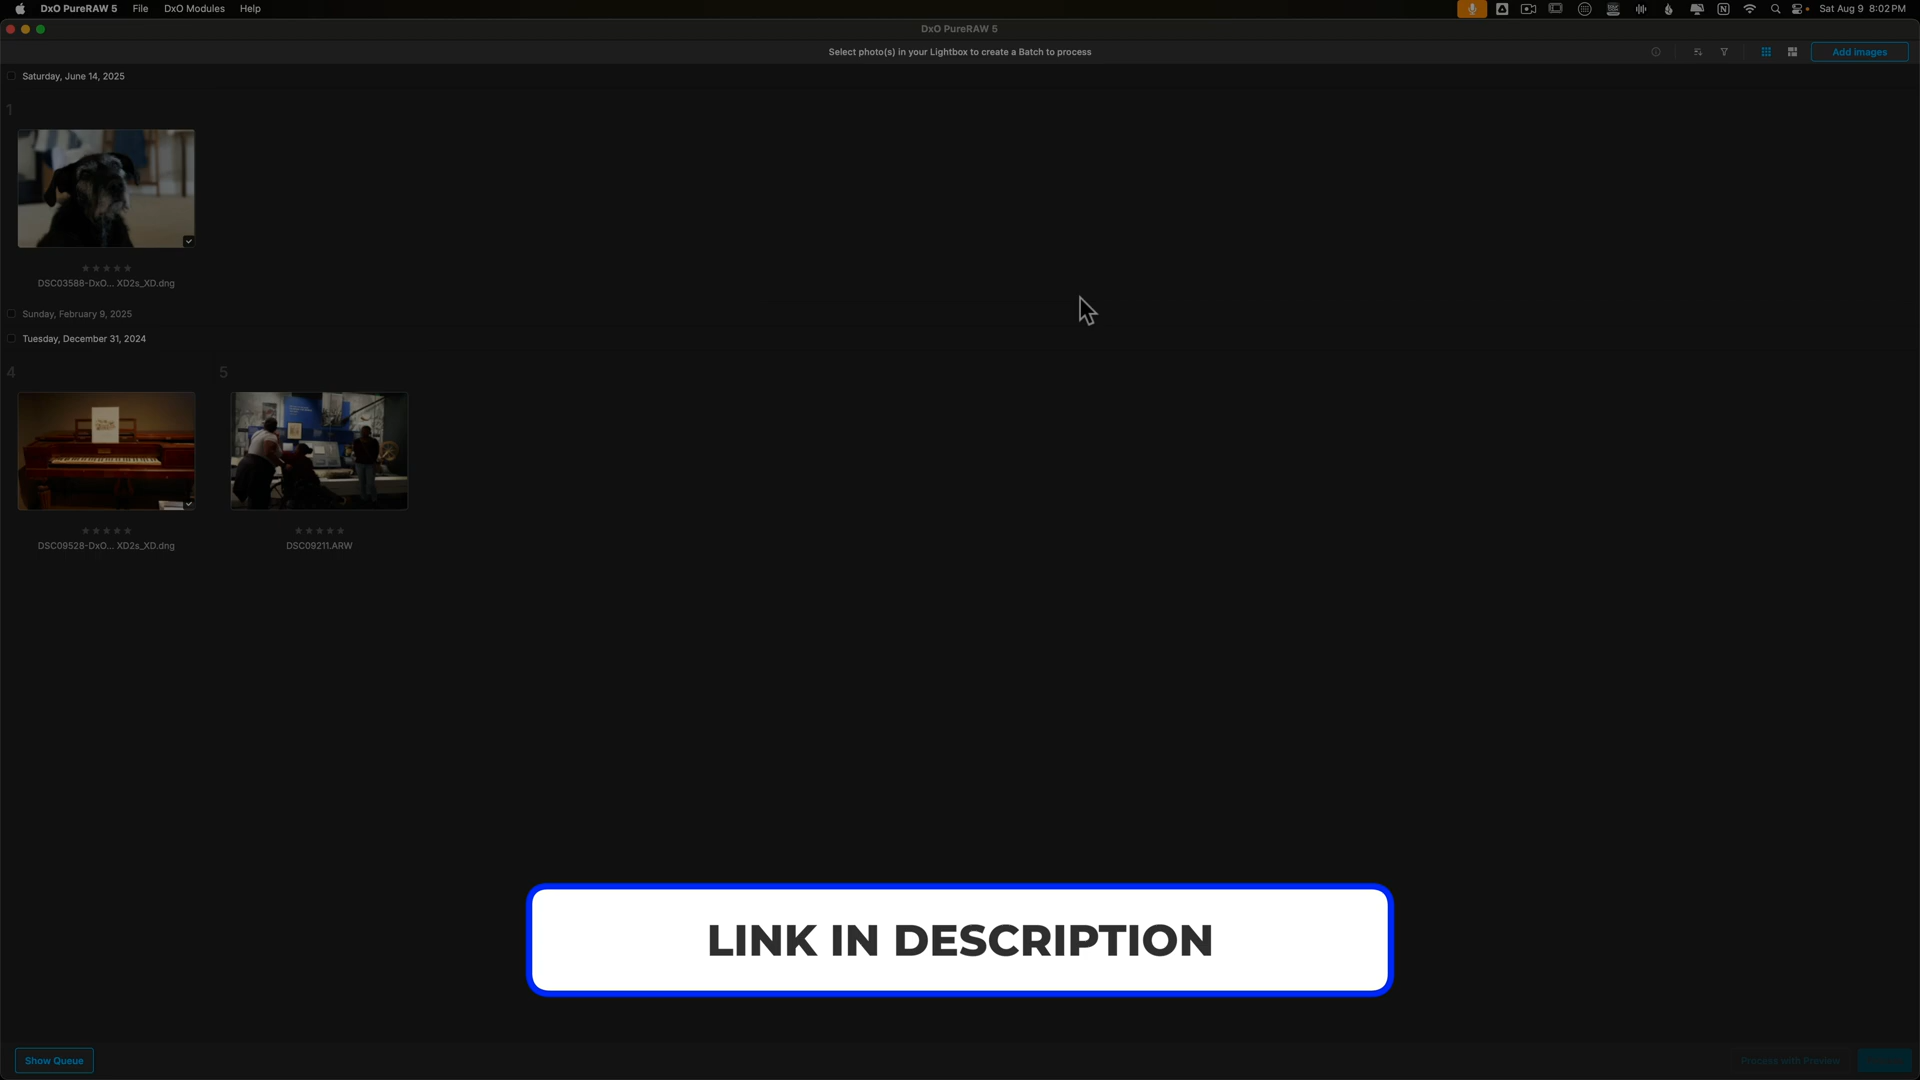 DxO PureRAW 5 File DxO Modules Help
Sat Aug 9 8:02 PM
DxO PureRAW 5
Select photo(s) in your Lightbox to create a Batch to process
Add images
Saturday, June 14, 2025
1
DSC03588-DxO... XD2s_XD.dng
Sunday, February 9, 2025
Tuesday, December 31, 2024
4 5
DSC09528-DxO... XD2s_XD.dng
DSC09211.ARW
LINK IN DESCRIPTION
Show Queue
Process with Preview